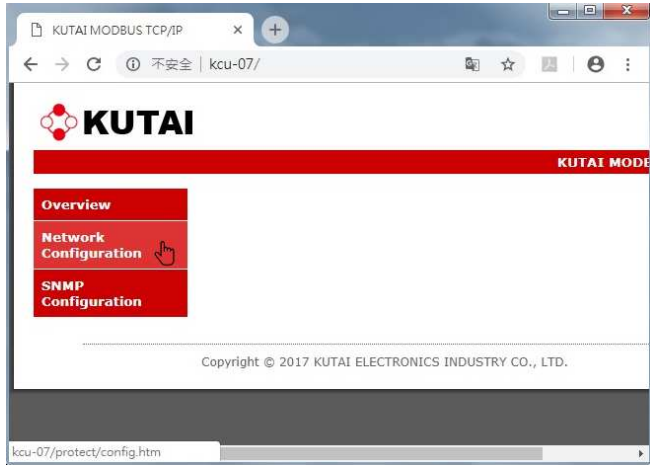 KUTAI MODBUS TCP/IP
不安全 | kcu-07/
KUTAI
KUTAI MODE
Overview
Network
Configuration
SNMP
Configuration
Copyright © 2017 KUTAI ELECTRONICS INDUSTRY CO., LTD.
kcu-07/protect/config.htm